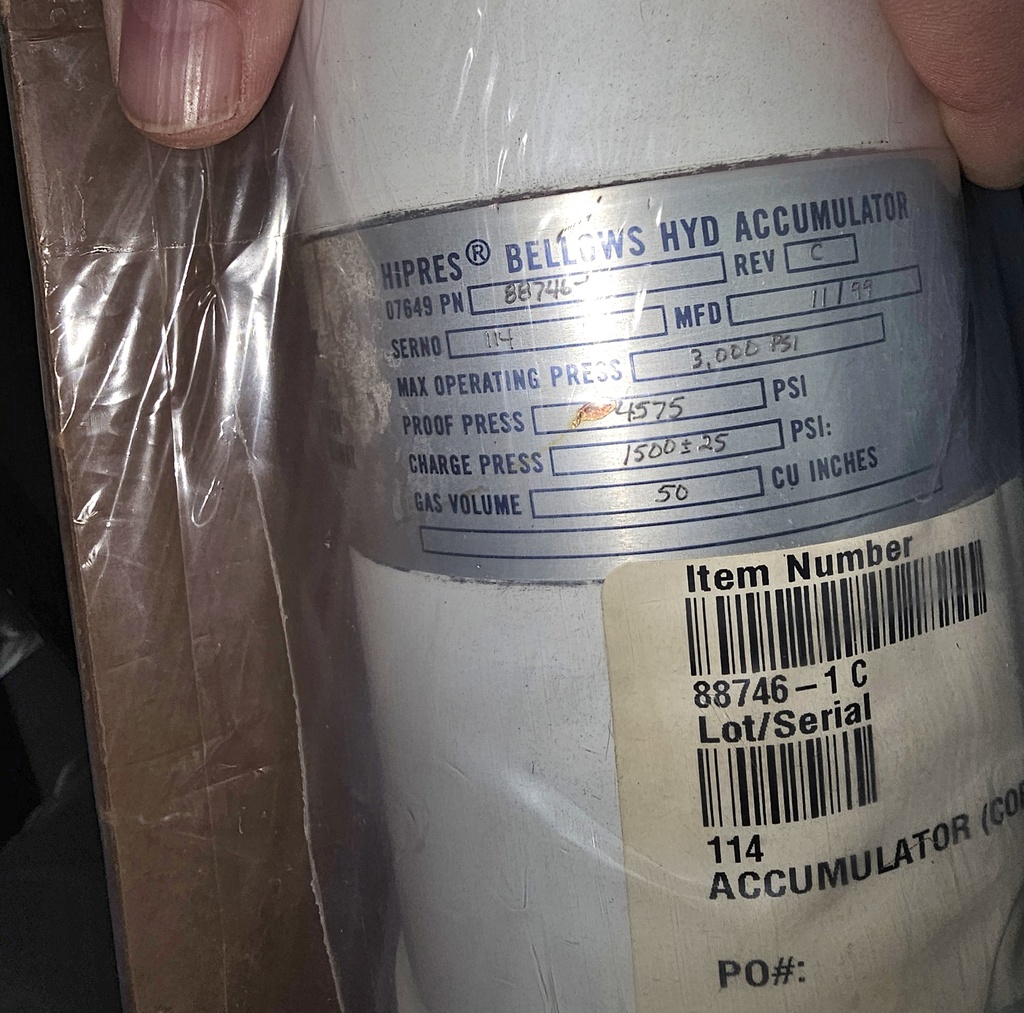 HIPRES® BELLOWS HYD ACCUMULATOR
07649 PN 88746- REV C
SERNO 114 MFD 11/99
MAX OPERATING PRESS 3,000 PSI
PROOF PRESS 4575 PSI
CHARGE PRESS 1500±25 PSI:
GAS VOLUME 50 CU INCHES
Item Number
88746-1 C
Lot/Serial
114
ACCUMULATOR
PO#: